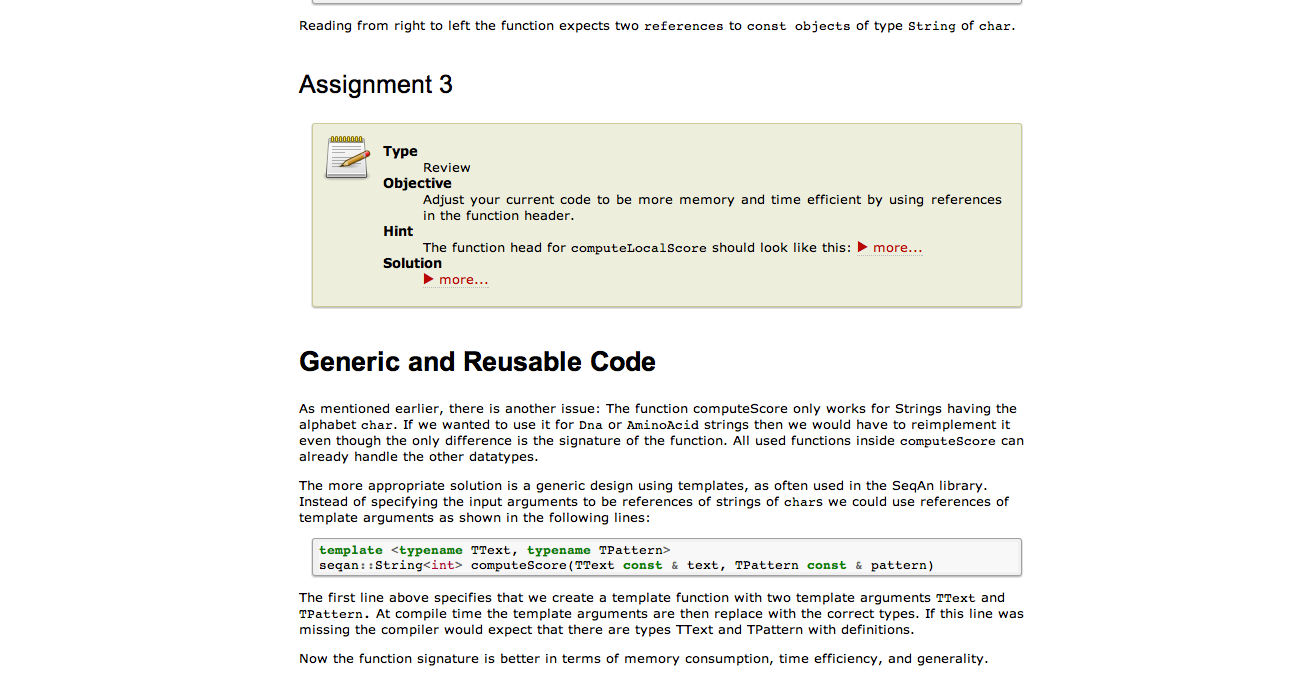 Reading from right to left the function expects two references to const objects of type String of char.
Assignment 3
Type
Review
Objective
Adjust your current code to be more memory and time efficient by using references
in the function header.
Hint
The function head for computeLocalScore should look like this: ▶ more...
Solution
▶ more...
Generic and Reusable Code
As mentioned earlier, there is another issue: The function computeScore only works for Strings having the
alphabet char. If we wanted to use it for Dna or AminoAcid strings then we would have to reimplement it
even though the only difference is the signature of the function. All used functions inside computeScore can
already handle the other datatypes.
The more appropriate solution is a generic design using templates, as often used in the SeqAn library.
Instead of specifying the input arguments to be references of strings of chars we could use references of
template arguments as shown in the following lines:
template <typename TText, typename TPattern>
seqan::String<int> computeScore(TText const & text, TPattern const & pattern)
The first line above specifies that we create a template function with two template arguments TText and
TPattern. At compile time the template arguments are then replace with the correct types. If this line was
missing the compiler would expect that there are types TText and TPattern with definitions.
Now the function signature is better in terms of memory consumption, time efficiency, and generality.